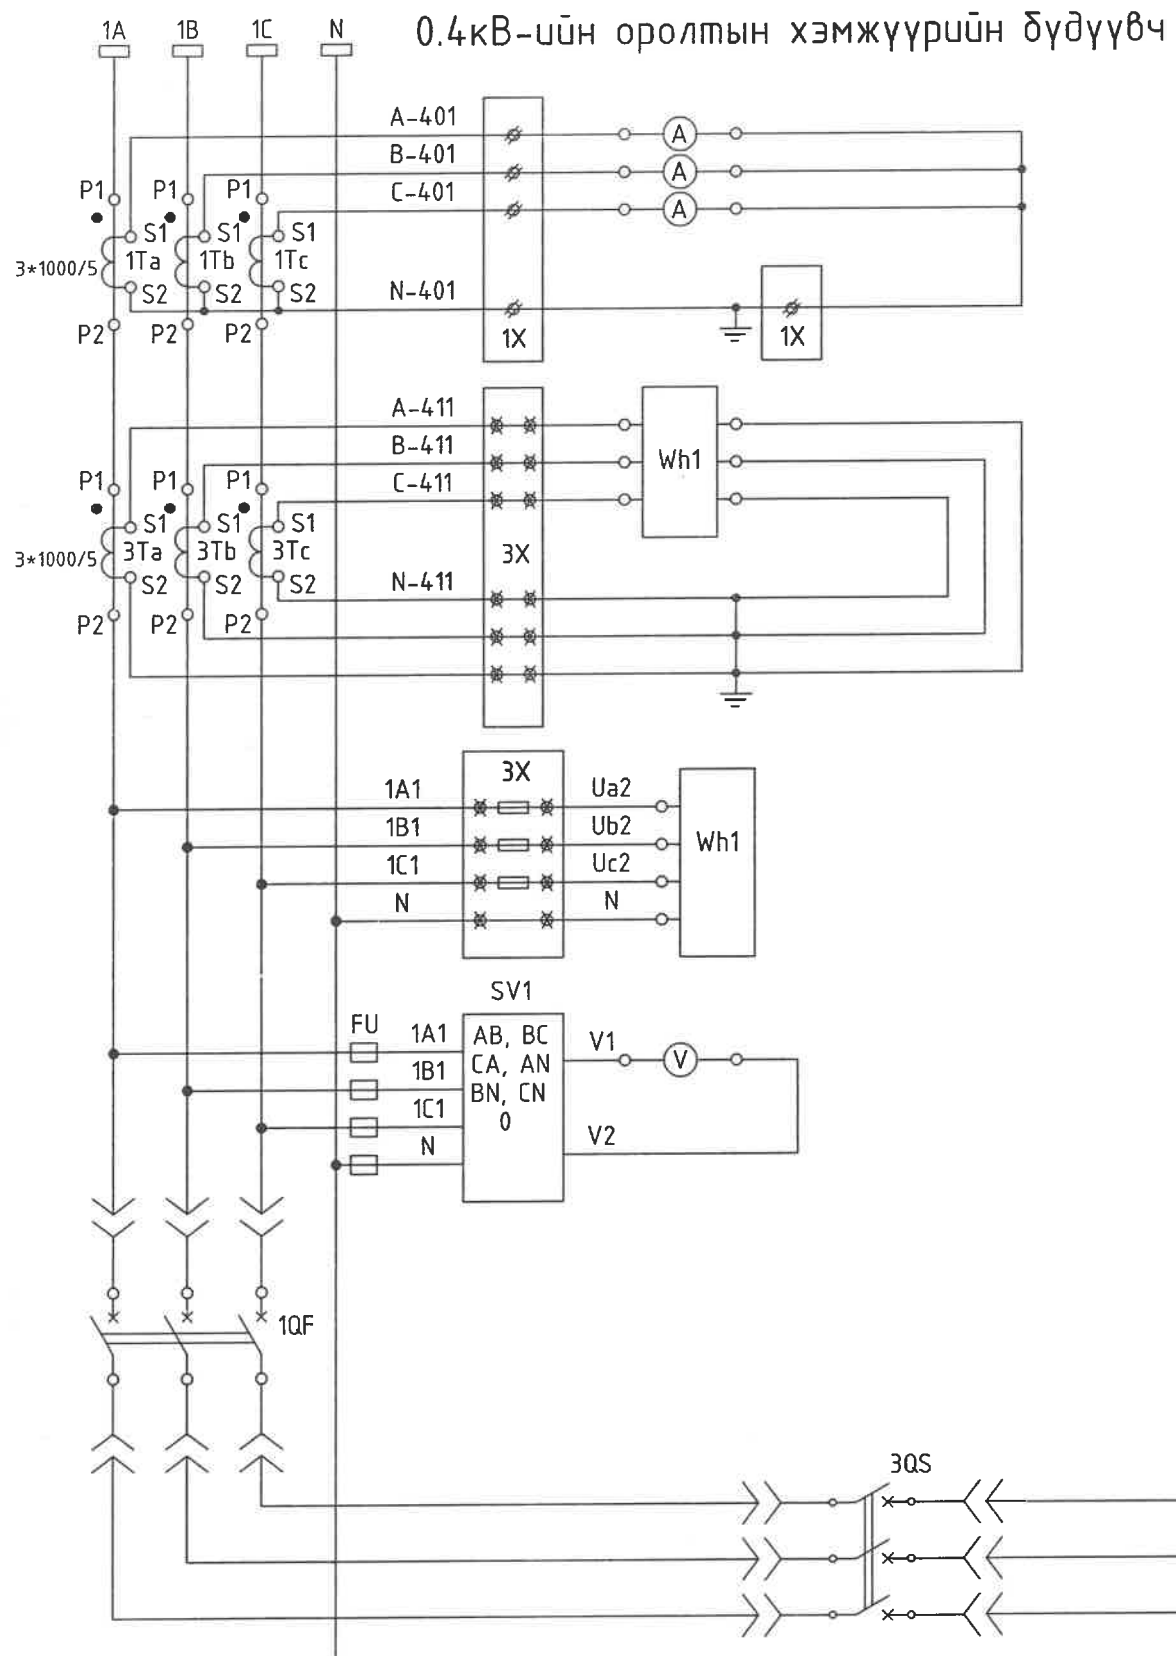 0.4кВ-ийн оролтын хэмжүүрийн бүдүүвч
1A 1B 1C N
A-401
B-401
C-401
N-401
A
A
A
P1 P1 P1
S1 S1 S1
3*1000/5 1Ta 1Tb 1Tc
S2 S2 S2
P2 P2 P2
1X
1X
A-411
B-411
C-411
N-411
Wh1
P1 P1 P1
S1 S1 S1
3*1000/5 3Ta 3Tb 3Tc
S2 S2 S2
P2 P2 P2
3X
3X
1A1 Ua2
1B1 Ub2
1C1 Uc2
N N
Wh1
SV1
FU
1A1
1B1
1C1
N
AB, BC
CA, AN
BN, CN
0
V1
V
V2
1QF
3QS